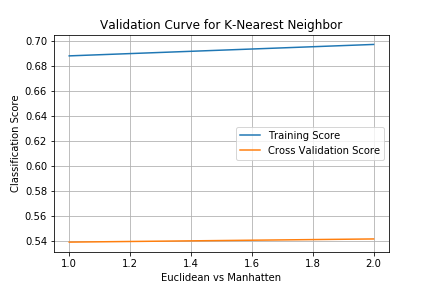 Validation Curve for K-Nearest Neighbor
0.70
0.68
0.66
0.64
0.62
0.60
0.58
0.56
0.54
Classification Score
Training Score
Cross Validation Score
1.0 1.2 1.4 1.6 1.8 2.0
Euclidean vs Manhatten